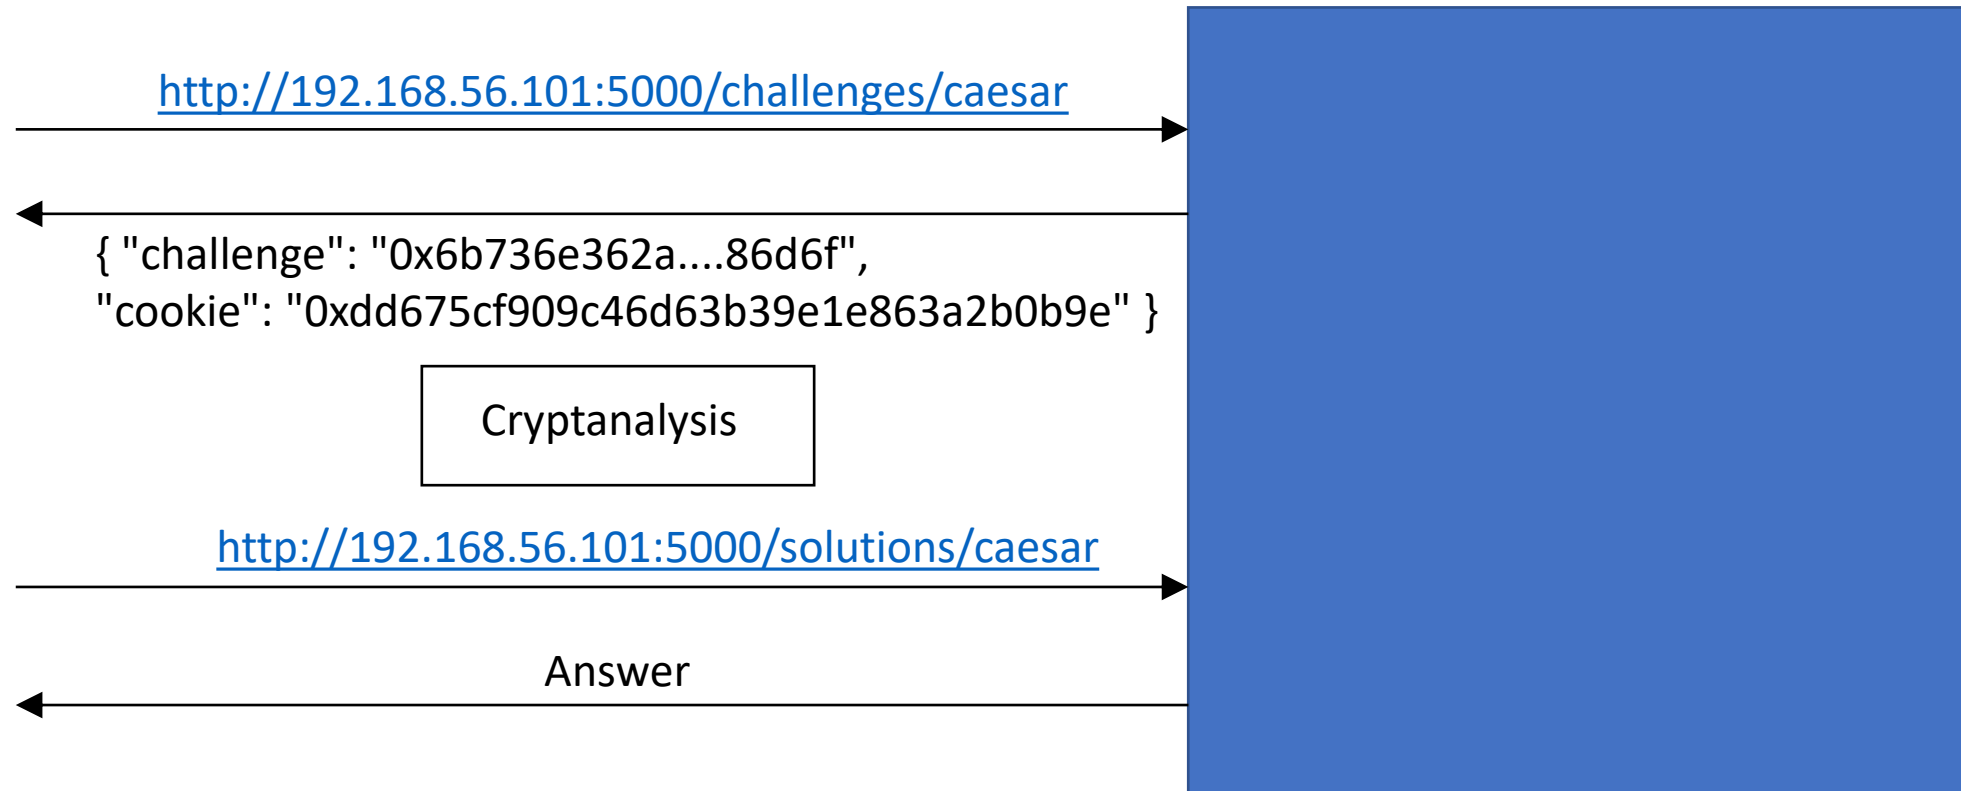 http://192.168.56.101:5000/challenges/caesar
{ "challenge": "0x6b736e362a....86d6f",
"cookie": "0xdd675cf909c46d63b39e1e863a2b0b9e" }
Cryptanalysis
http://192.168.56.101:5000/solutions/caesar
Answer